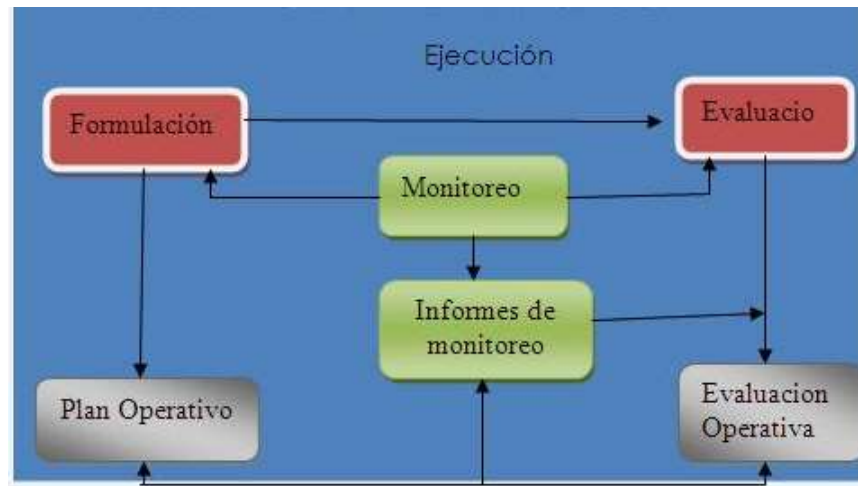 Ejecución
Formulación
Evaluacio
Monitoreo
Informes de
monitoreo
Plan Operativo
Evaluacion
Operativa